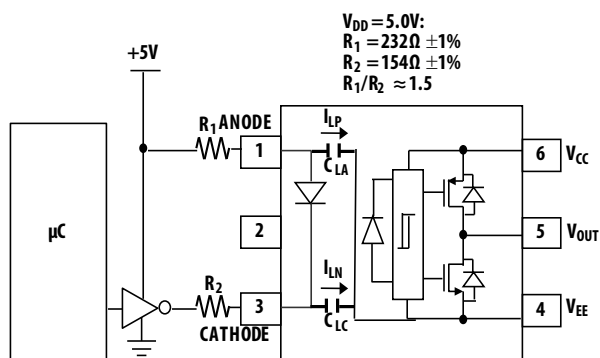 V_DD = 5.0V:
R_1 = 232Ω ±1%
R_2 = 154Ω ±1%
R_1/R_2 ≈ 1.5
+5V
R_1 ANODE
I_LP
C_LA
1
6
V_CC
μC
2
5
V_OUT
R_2
I_LN
3
C_LC
4
V_EE
CATHODE